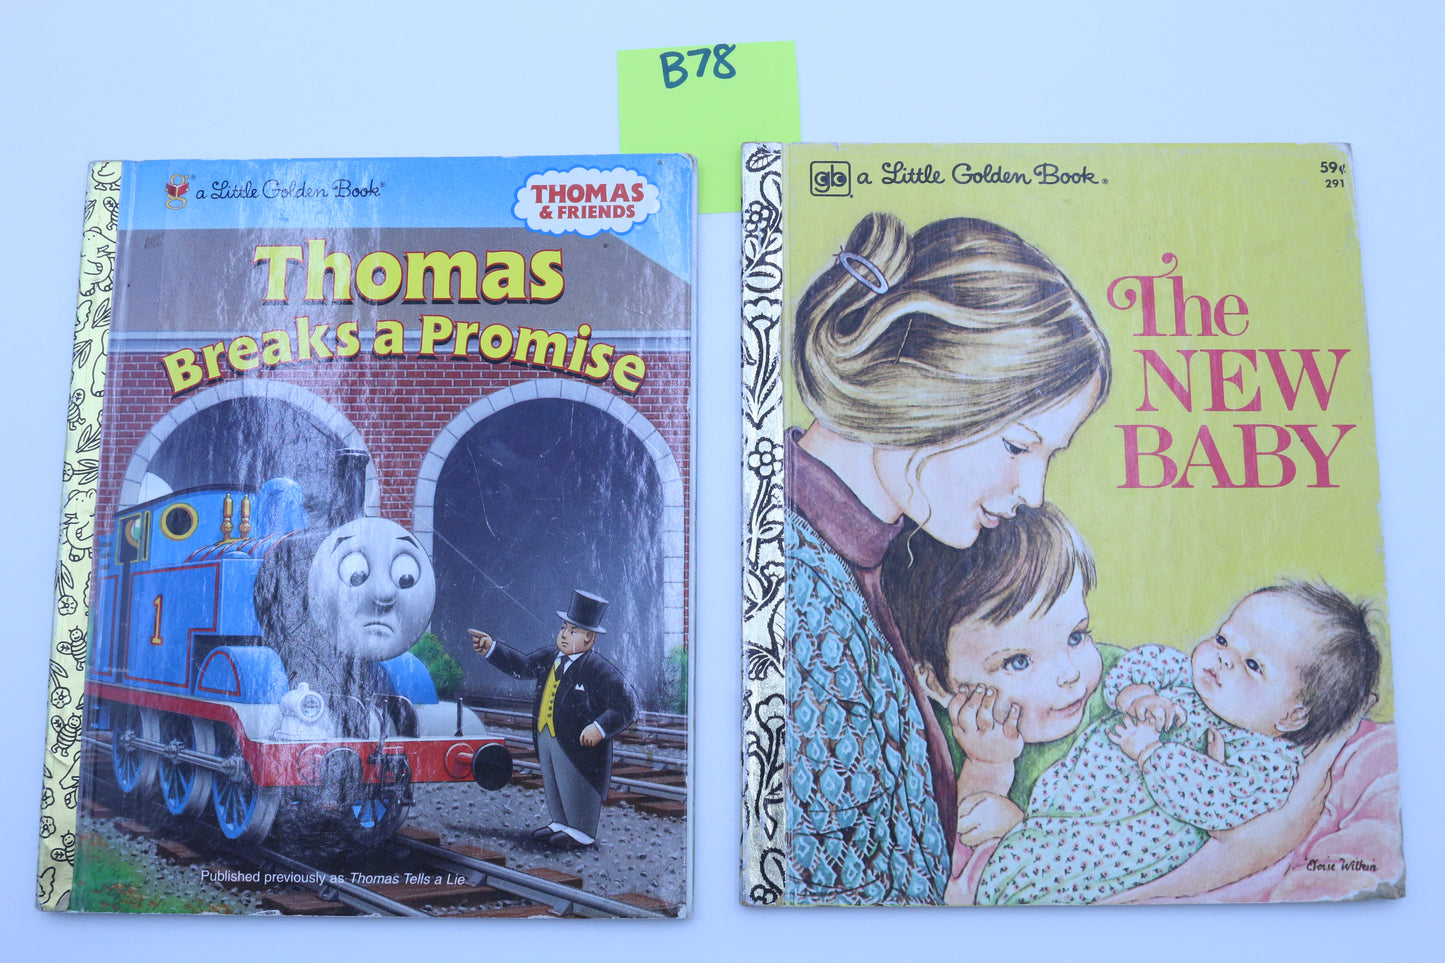 B78
a Little Golden Book®
THOMAS
& FRIENDS
Thomas
Breaks a Promise
1
Published previously as Thomas Tells a Lie
gb a Little Golden Book®
59¢
291
The
NEW
BABY
Eloise Wilkin